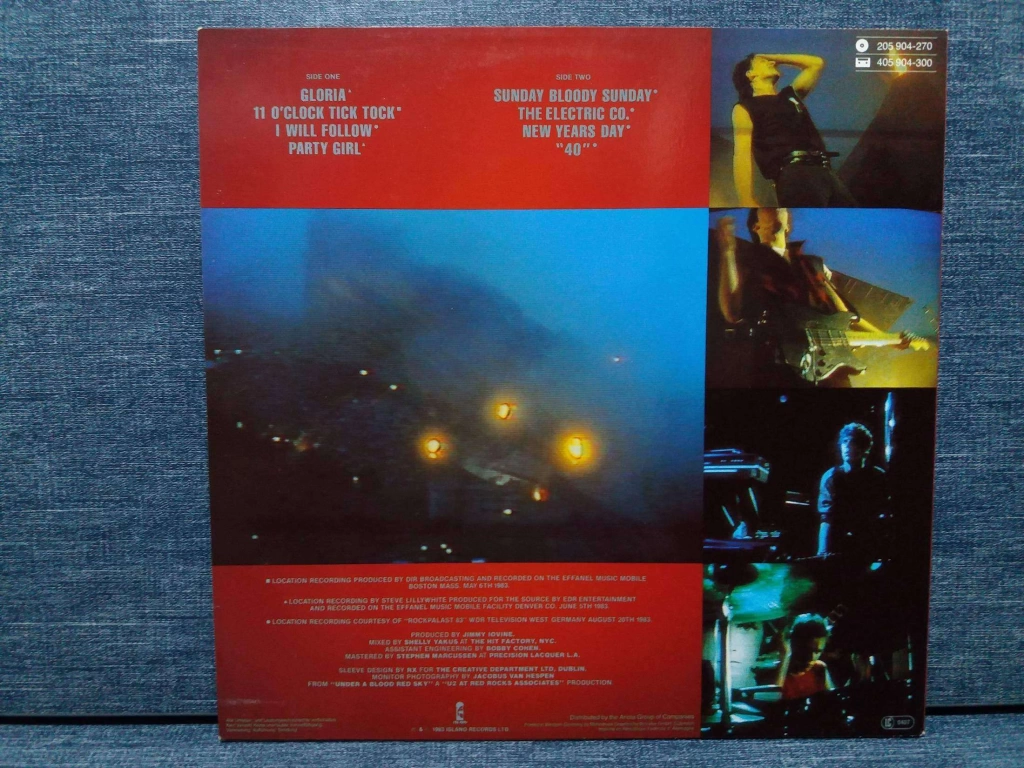 SIDE ONE
GLORIA▲
11 O'CLOCK TICK TOCK●
I WILL FOLLOW●
PARTY GIRL▲
SIDE TWO
SUNDAY BLOODY SUNDAY●
THE ELECTRIC CO.●
NEW YEARS DAY●
"40"●
205 904-270
405 904-300
■ LOCATION RECORDING PRODUCED BY DIR BROADCASTING AND RECORDED ON THE EFFANEL MUSIC MOBILE
BOSTON MASS. MAY 6TH 1983.
▲ LOCATION RECORDING BY STEVE LILLYWHITE PRODUCED FOR THE SOURCE BY EDR ENTERTAINMENT
AND RECORDED ON THE EFFANEL MUSIC MOBILE FACILITY DENVER CO. JUNE 5TH 1983.
● LOCATION RECORDING COURTESY OF "ROCKPALAST 83" WDR TELEVISION WEST GERMANY AUGUST 20TH 1983.
PRODUCED BY JIMMY IOVINE.
MIXED BY SHELLY YAKUS AT THE HIT FACTORY, NYC.
ASSISTANT ENGINEERING BY BOBBY COHEN.
MASTERED BY STEPHEN MARCUSSEN AT PRECISION LACQUER L.A.
SLEEVE DESIGN BY RX FOR THE CREATIVE DEPARTMENT LTD, DUBLIN.
MONITOR PHOTOGRAPHY BY JACOBUS VAN HESPEN
FROM "UNDER A BLOOD RED SKY" & "U2 AT RED ROCKS ASSOCIATES" PRODUCTION
1983 ISLAND RECORDS LTD
Distributed by the Ariola Group of Companies